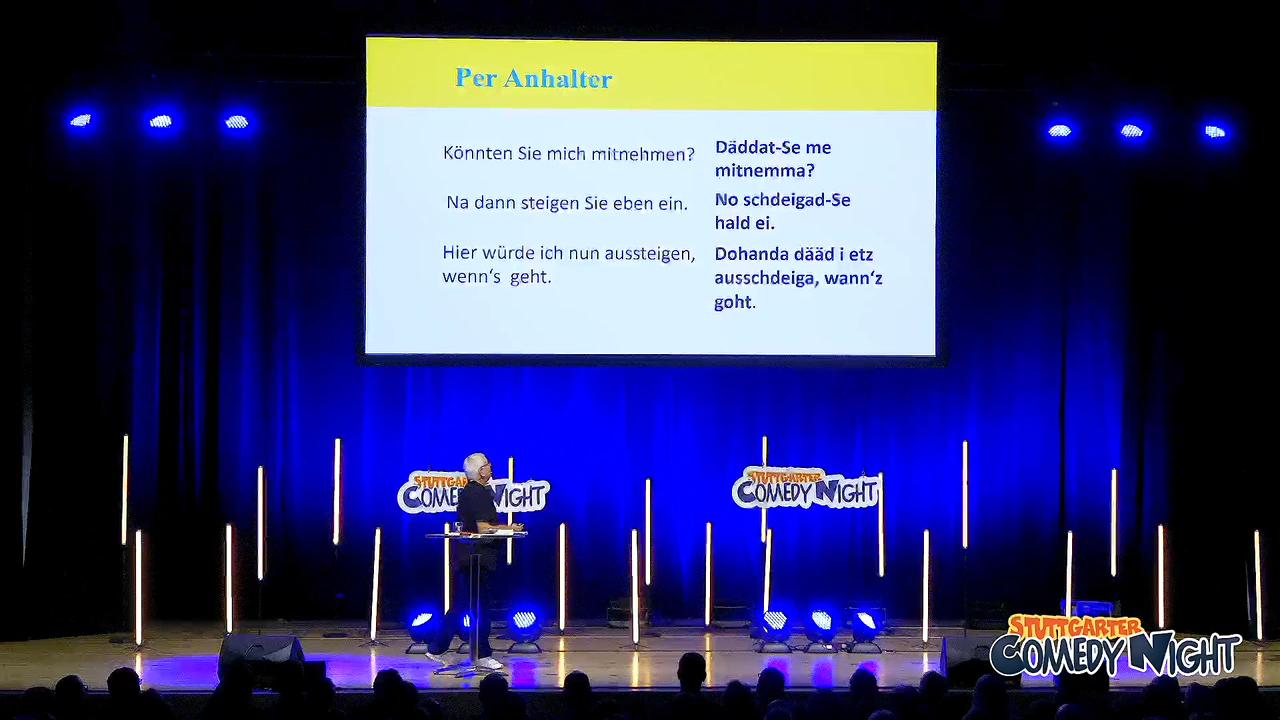 Per Anhalter
Könnten Sie mich mitnehmen?
Däddat-Se me
mitnemma?
Na dann steigen Sie eben ein.
No schdeigad-Se
hald ei.
Hier würde ich nun aussteigen,
wenn‘s geht.
Dohanda dääd i etz
ausschdeiga, wann‘z
goht.
STUTTGARTER
COMEDY NIGHT
STUTTGARTER
COMEDY NIGHT
STUTTGARTER
COMEDY NIGHT